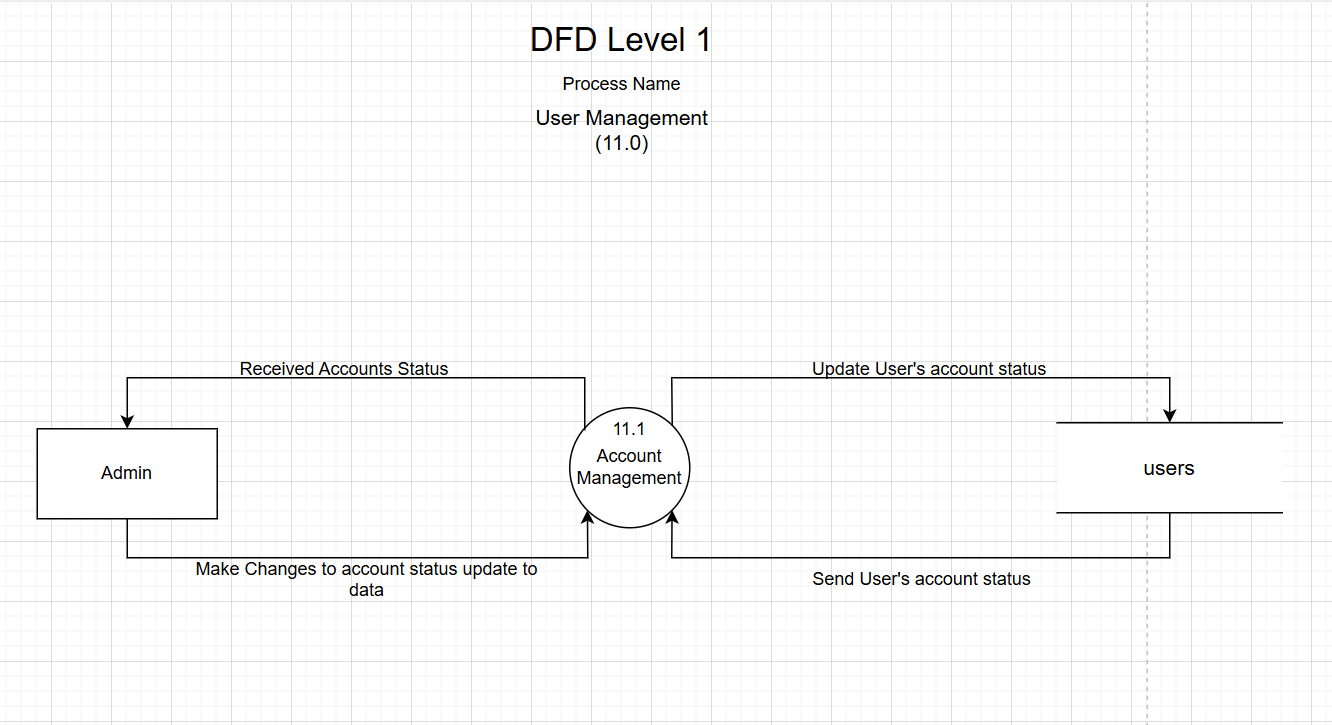 DFD Level 1
Process Name
User Management
(11.0)
Received Accounts Status
Update User's account status
11.1
Account
Management
Admin
users
Make Changes to account status update to
data
Send User's account status